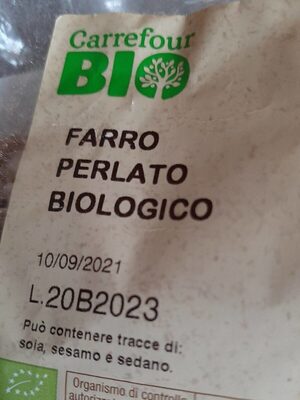 Carrefour
BIO
FARRO
PERLATO
BIOLOGICO
10/09/2021
L.20B2023
Può contenere tracce di:
soia, sesamo e sedano.
Organismo di controllo